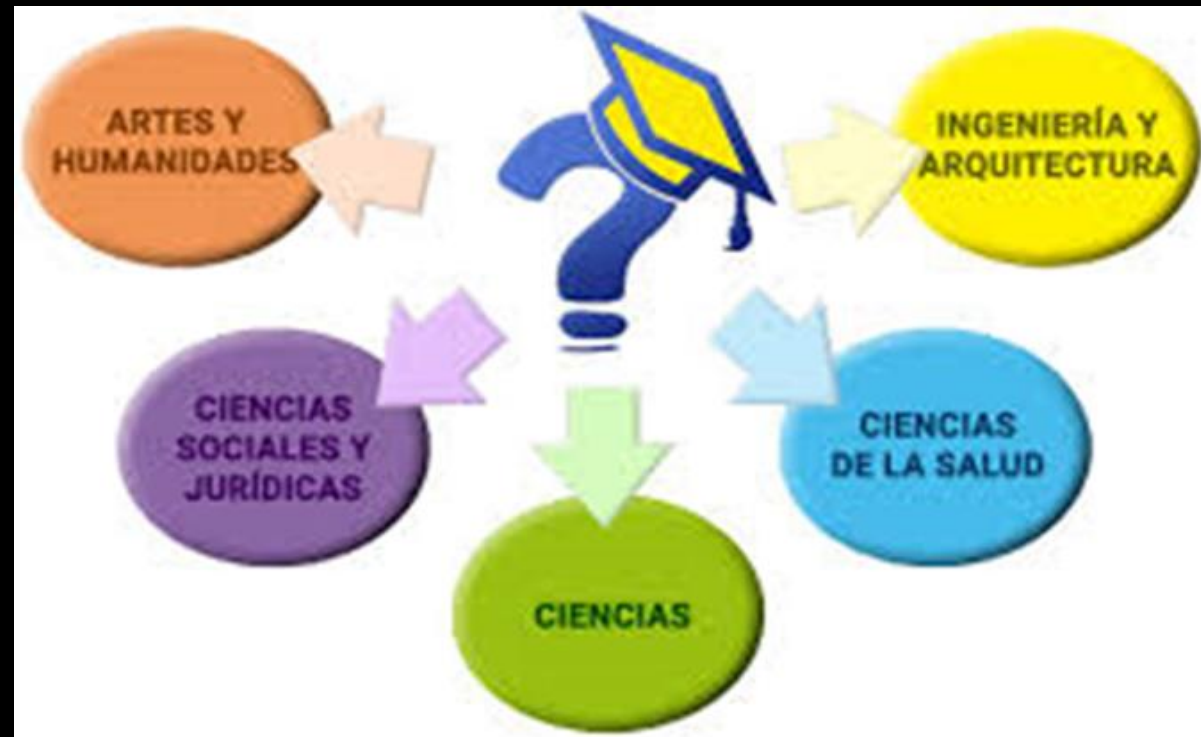 ARTES Y
HUMANIDADES
INGENIERÍA Y
ARQUITECTURA
CIENCIAS
SOCIALES Y
JURÍDICAS
CIENCIAS
DE LA SALUD
CIENCIAS